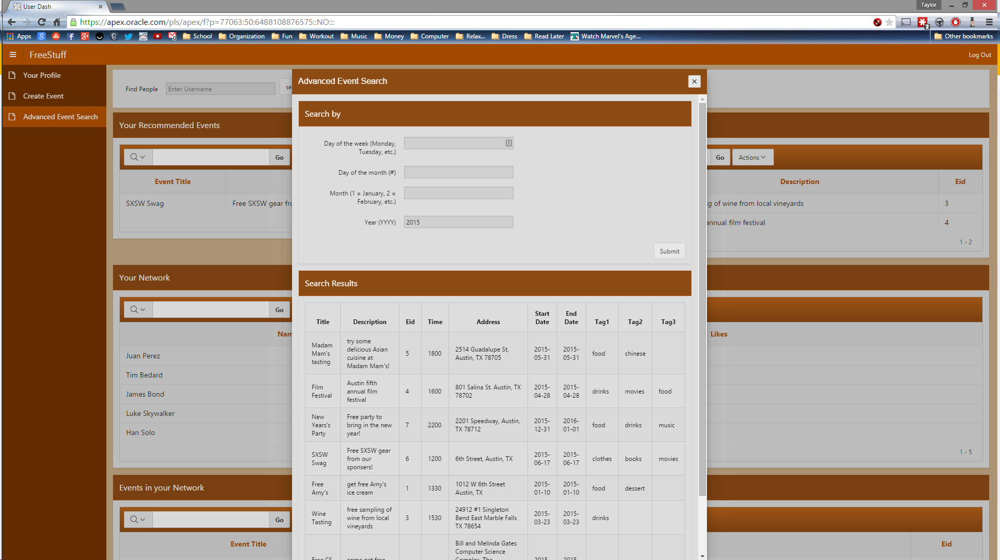 User Dash
Taylor
https://apex.oracle.com/pls/apex/f?p=77063:50:6488108876575::NO:::
Apps School Organization Fun Workout Music Money Computer Relax... Dress Read Later Watch Marvel's Age... Other bookmarks
FreeStuff
Log Out
Your Profile
Create Event
Advanced Event Search
Find People
Enter Username
se
Your Recommended Events
Go
Event Title
SXSW Swag
Free SXSW gear fro
Go
Actions
Description
Eid
g of wine from local vineyards
3
annual film festival
4
1 - 2
Your Network
Go
Nam
Likes
Juan Perez
Tim Bedard
James Bond
Luke Skywalker
Han Solo
1 - 5
Events in your Network
Go
Event Title
Eid
Advanced Event Search
Search by
Day of the week (Monday,
Tuesday, etc.)
Day of the month (#)
Month (1 = January, 2 =
February, etc.)
Year (YYYY)
2015
Submit
Search Results
Title Description Eid Time Address Start Date End Date Tag1 Tag2 Tag3
Madam Mam's tasting try some delicious Asian cuisine at Madam Mam's! 5 1800 2514 Guadalupe St, Austin, TX 78705 2015-05-31 2015-05-31 food chinese
Film Festival Austin fifth annual film festival 4 1600 801 Salina St. Austin, TX 78702 2015-04-28 2015-04-28 drinks movies food
New Years's Party Free party to bring in the new year! 7 2200 2201 Speedway, Austin, TX 78712 2015-12-31 2016-01-01 food drinks music
SXSW Swag Free SXSW gear from our sponsers! 6 1200 6th Street, Austin, TX 2015-06-17 2015-06-17 clothes books movies
Free Amy's get free Amy's ice cream 1 1330 1012 W 6th Street Austin, TX 2015-01-10 2015-01-10 food dessert
Wine Tasting free sampling of wine from local vineyards 3 1530 24912 #1 Singleton Bend East Marble Falls TX 78654 2015-03-23 2015-03-23 drinks
Free CS come get free Bill and Melinda Gates Computer Science Complex, The 2015- 2015-